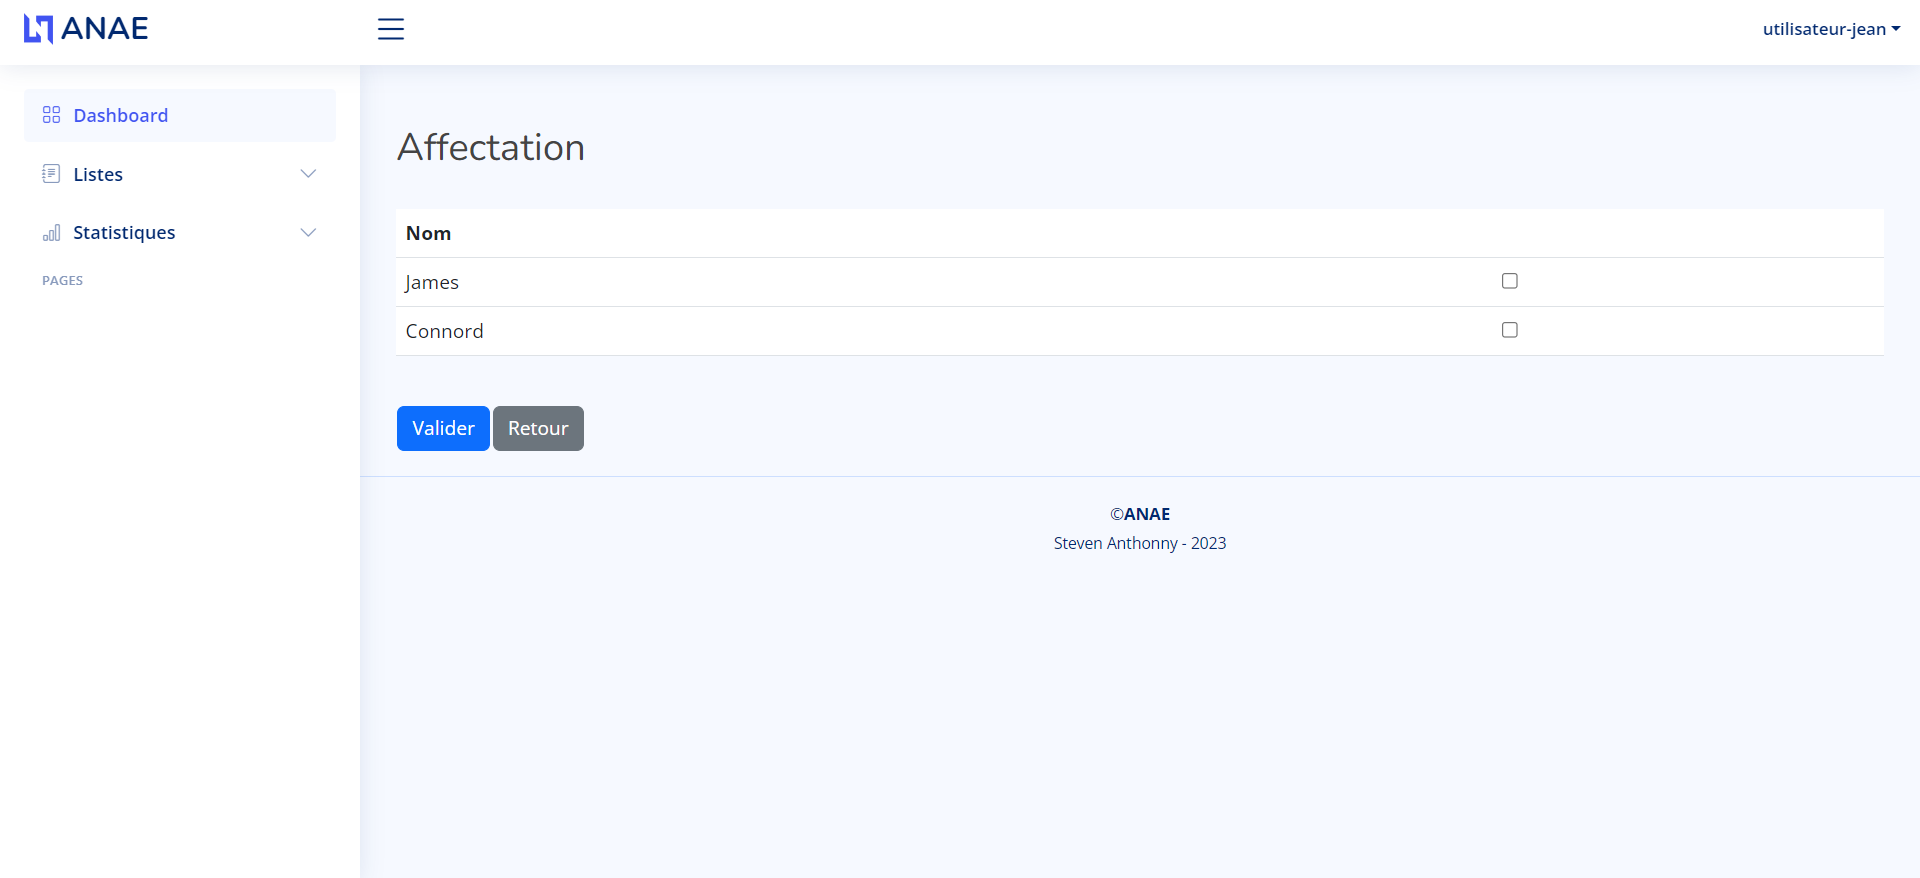 ANAE
utilisateur-jean
Dashboard
Listes
Statistiques
PAGES
Affectation
Nom
James
Connord
Valider Retour
©ANAE
Steven Anthonny - 2023